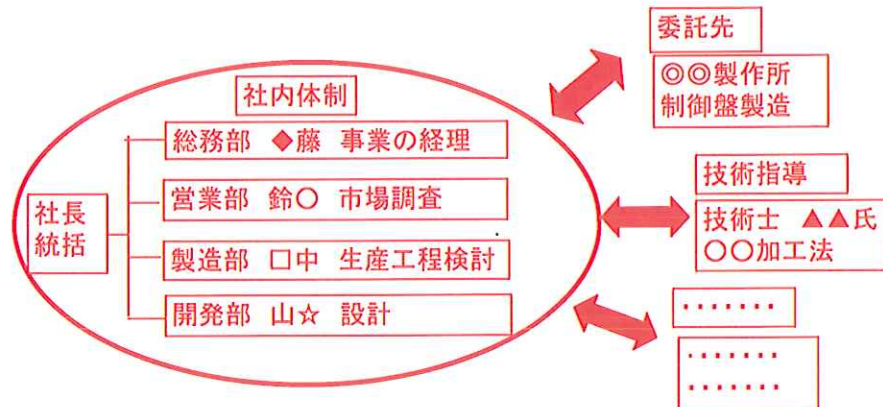 社内体制
社長
統括
総務部 ◆藤 事業の経理
営業部 鈴〇 市場調査
製造部 □中 生産工程検討
開発部 山☆ 設計
委託先
◎◎製作所
制御盤製造
技術指導
技術士 ▲▲氏
〇〇加工法
・・・・・・・
・・・・・・・
・・・・・・・